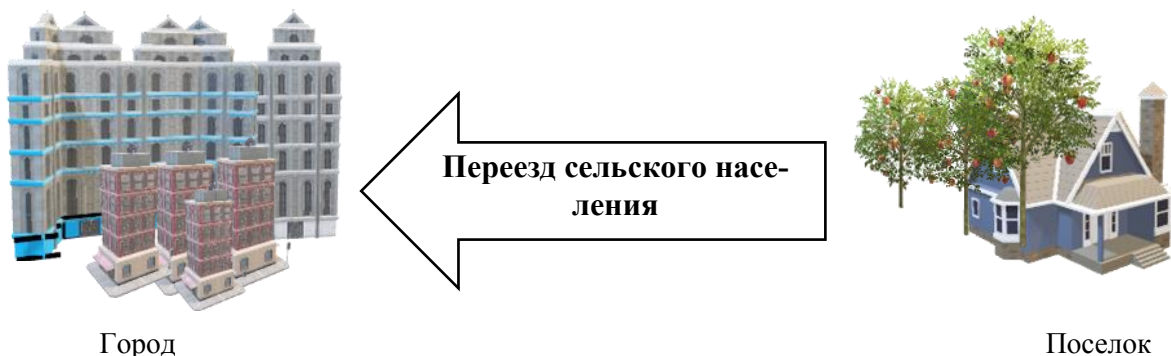 Переезд сельского насе-
ления
Город
Поселок